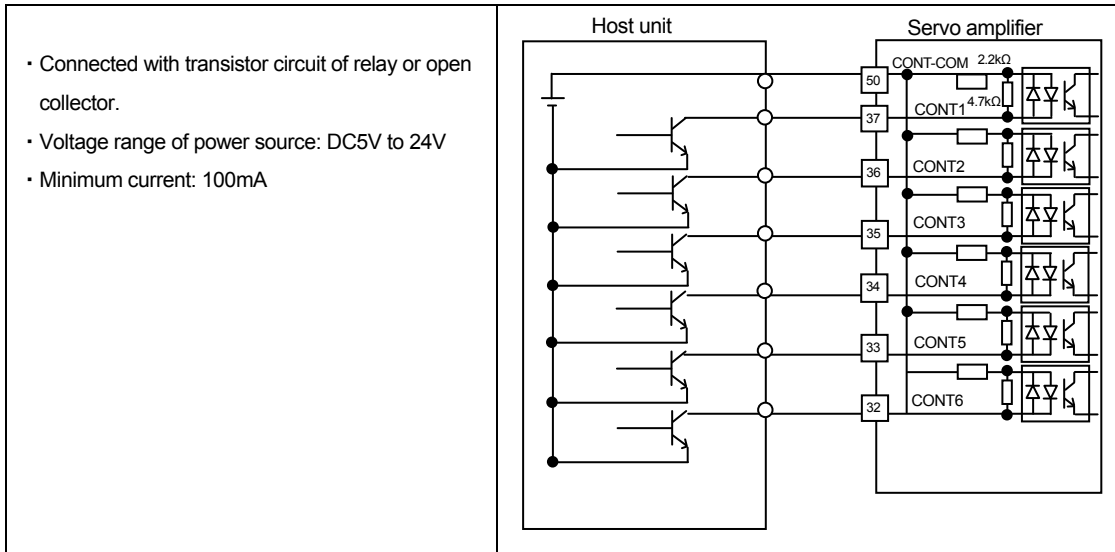 ・Connected with transistor circuit of relay or open
collector.
・Voltage range of power source: DC5V to 24V
・Minimum current: 100mA
Host unit
Servo amplifier
50
CONT-COM
2.2kΩ
4.7kΩ
37
CONT1
36
CONT2
35
CONT3
34
CONT4
33
CONT5
32
CONT6